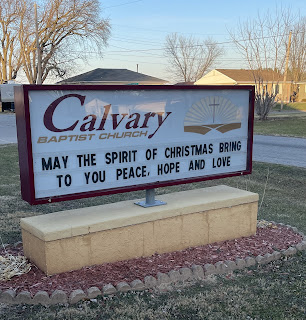 Calvary
BAPTIST CHURCH
MAY THE SPIRIT OF CHRISTMAS BRING
TO YOU PEACE, HOPE AND LOVE